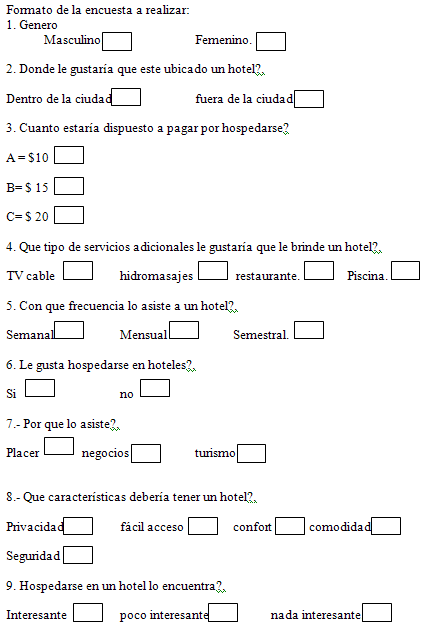 Formato de la encuesta a realizar:
1. Genero
Masculino Femenino.
2. Donde le gustaría que este ubicado un hotel?
Dentro de la ciudad fuera de la ciudad
3. Cuanto estaría dispuesto a pagar por hospedarse?
A = $10
B= $ 15
C= $ 20
4. Que tipo de servicios adicionales le gustaría que le brinde un hotel?
TV cable hidromasajes restaurante. Piscina.
5. Con que frecuencia lo asiste a un hotel?
Semanal Mensual Semestral.
6. Le gusta hospedarse en hoteles?
Si no
7.- Por que lo asiste?
Placer negocios turismo
8.- Que características debería tener un hotel?
Privacidad fácil acceso confort comodidad
Seguridad
9. Hospedarse en un hotel lo encuentra?
Interesante poco interesante nada interesante